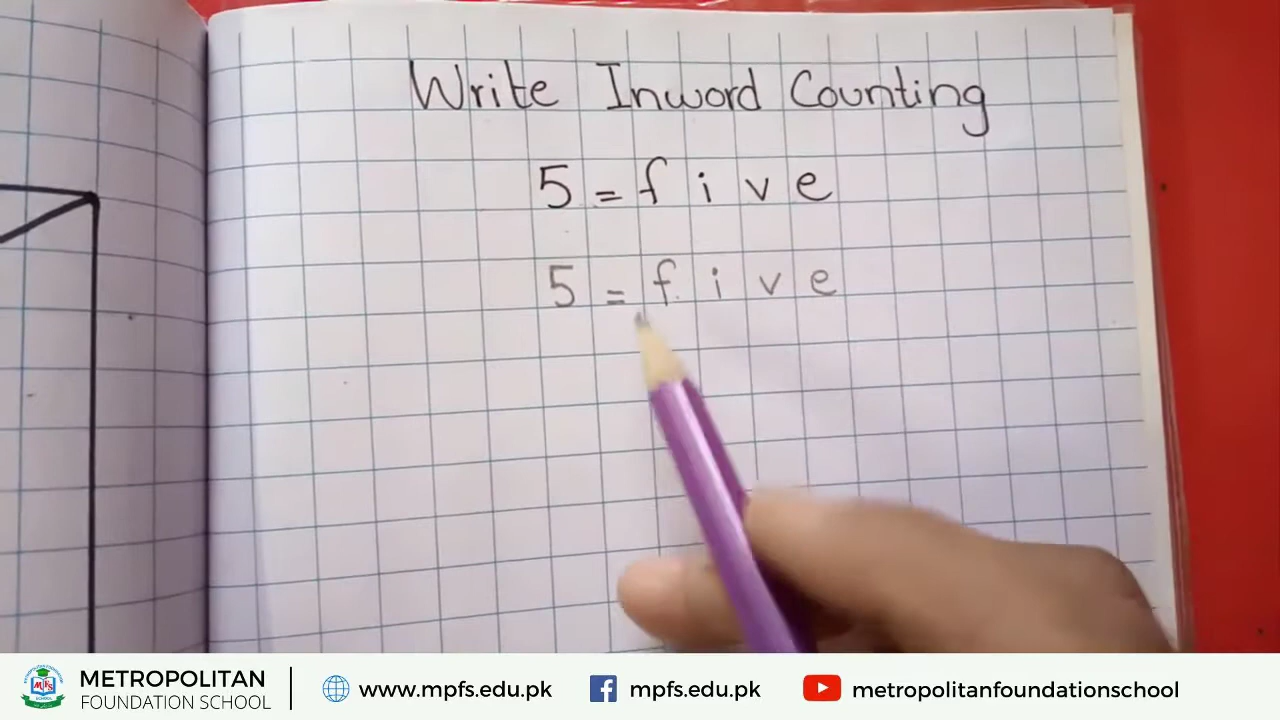 Write Inword Counting
5 = five
5 = five
METROPOLITAN
FOUNDATION SCHOOL
www.mpfs.edu.pk
mpfs.edu.pk
metropolitanfoundationschool